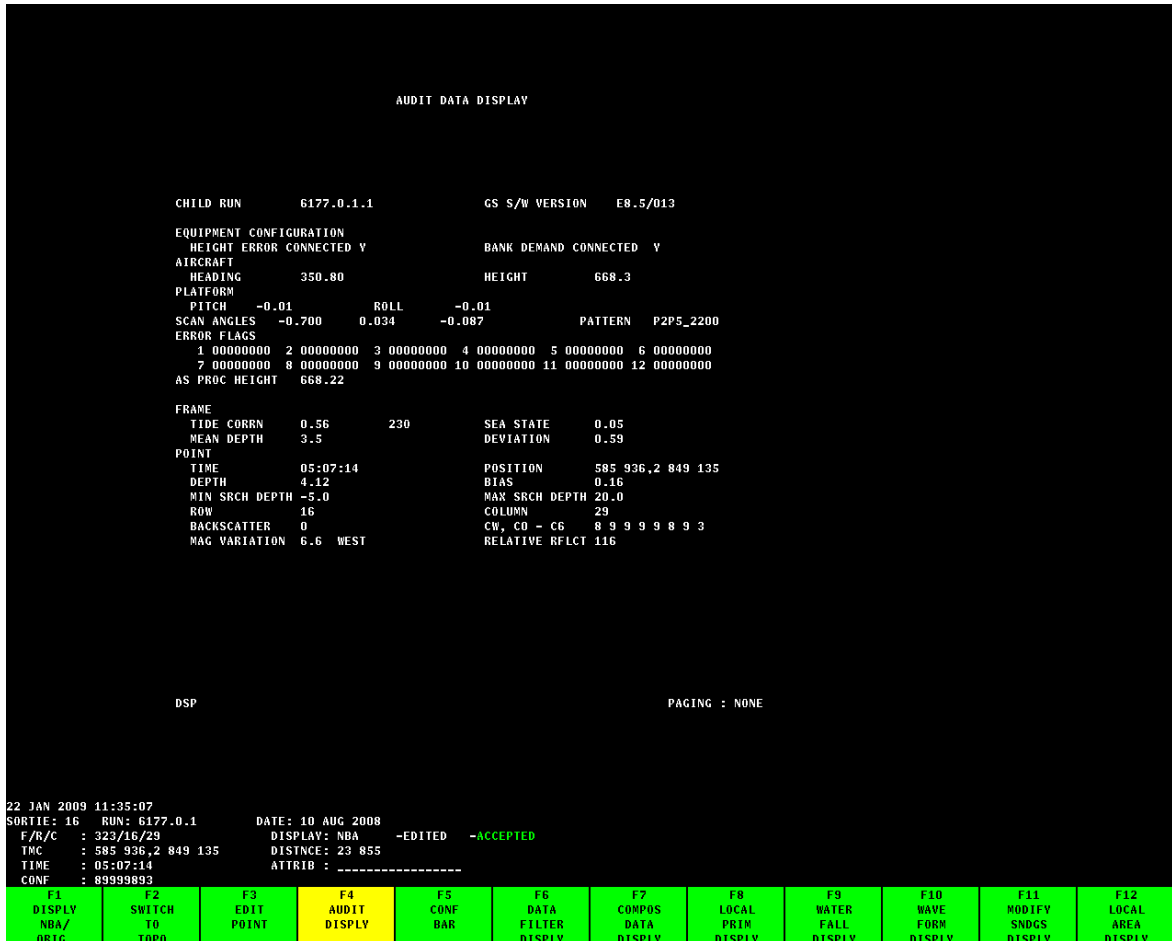 AUDIT DATA DISPLAY
CHILD RUN 6177.0.1.1 GS S/W VERSION E8.5/013
EQUIPMENT CONFIGURATION
HEIGHT ERROR CONNECTED Y BANK DEMAND CONNECTED Y
AIRCRAFT
HEADING 350.80 HEIGHT 668.3
PLATFORM
PITCH -0.01 ROLL -0.01
SCAN ANGLES -0.700 0.034 -0.087 PATTERN P2P5_2200
ERROR FLAGS
1 00000000 2 00000000 3 00000000 4 00000000 5 00000000 6 00000000
7 00000000 8 00000000 9 00000000 10 00000000 11 00000000 12 00000000
AS PROC HEIGHT 668.22
FRAME
TIDE CORRN 0.56 230 SEA STATE 0.05
MEAN DEPTH 3.5 DEVIATION 0.59
POINT
TIME 05:07:14 POSITION 585 936,2 849 135
DEPTH 4.12 BIAS 0.16
MIN SRCH DEPTH -5.0 MAX SRCH DEPTH 20.0
ROW 16 COLUMN 29
BACKSCATTER 0 CW, C0 - C6 8 9 9 9 9 8 9 3
MAG VARIATION 6.6 WEST RELATIVE RFLCT 116
DSP PAGING : NONE
22 JAN 2009 11:35:07
SORTIE: 16 RUN: 6177.0.1 DATE: 10 AUG 2008
F/R/C : 323/16/29 DISPLAY: NBA -EDITED -ACCEPTED
TMC : 585 936,2 849 135 DISTNCE: 23 855
TIME : 05:07:14 ATTRIB : _________________
CONF : 89999893
F1 F2 F3 F4 F5 F6 F7 F8 F9 F10 F11 F12
DISPLY SWITCH EDIT AUDIT CONF DATA COMPOS LOCAL WATER WAVE MODIFY LOCAL
NBA/ TO POINT DISPLY BAR FILTER DATA PRIM FALL FORM SNDGS AREA
ORIG TOPO DISPLY DISPLY DISPLY DISPLY DISPLY DISPLY DISPLY